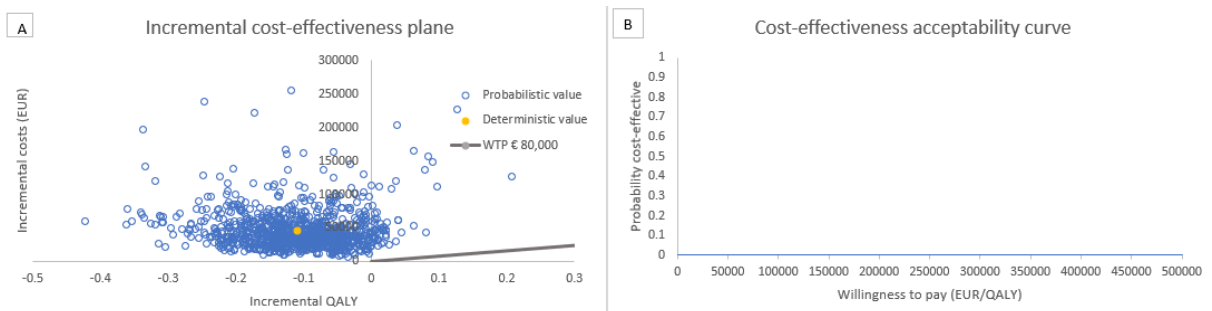 A
Incremental cost-effectiveness plane
Incremental costs (EUR)
300000
250000
200000
150000
100000
50000
0
-0.5 -0.4 -0.3 -0.2 -0.1 0 0.1 0.2 0.3
Incremental QALY
Probabilistic value
Deterministic value
WTP € 80,000
B
Cost-effectiveness acceptability curve
Probability cost-effective
1
0.9
0.8
0.7
0.6
0.5
0.4
0.3
0.2
0.1
0
0 50000 100000 150000 200000 250000 300000 350000 400000 450000 500000
Willingness to pay (EUR/QALY)